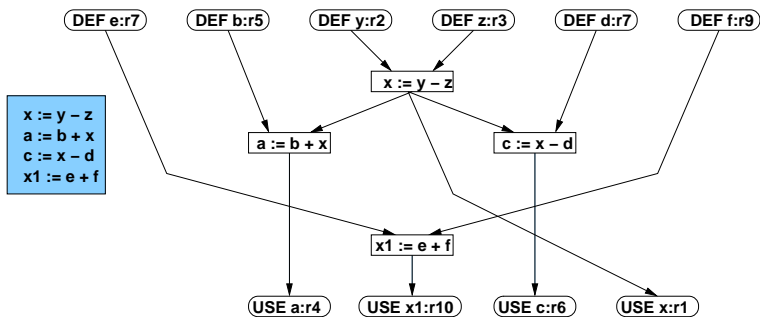 DEF e:r7
DEF b:r5
DEF y:r2
DEF z:r3
DEF d:r7
DEF f:r9
x := y − z
x := y − z
a := b + x
c := x − d
x1 := e + f
a := b + x
c := x − d
x1 := e + f
USE a:r4
USE x1:r10
USE c:r6
USE x:r1